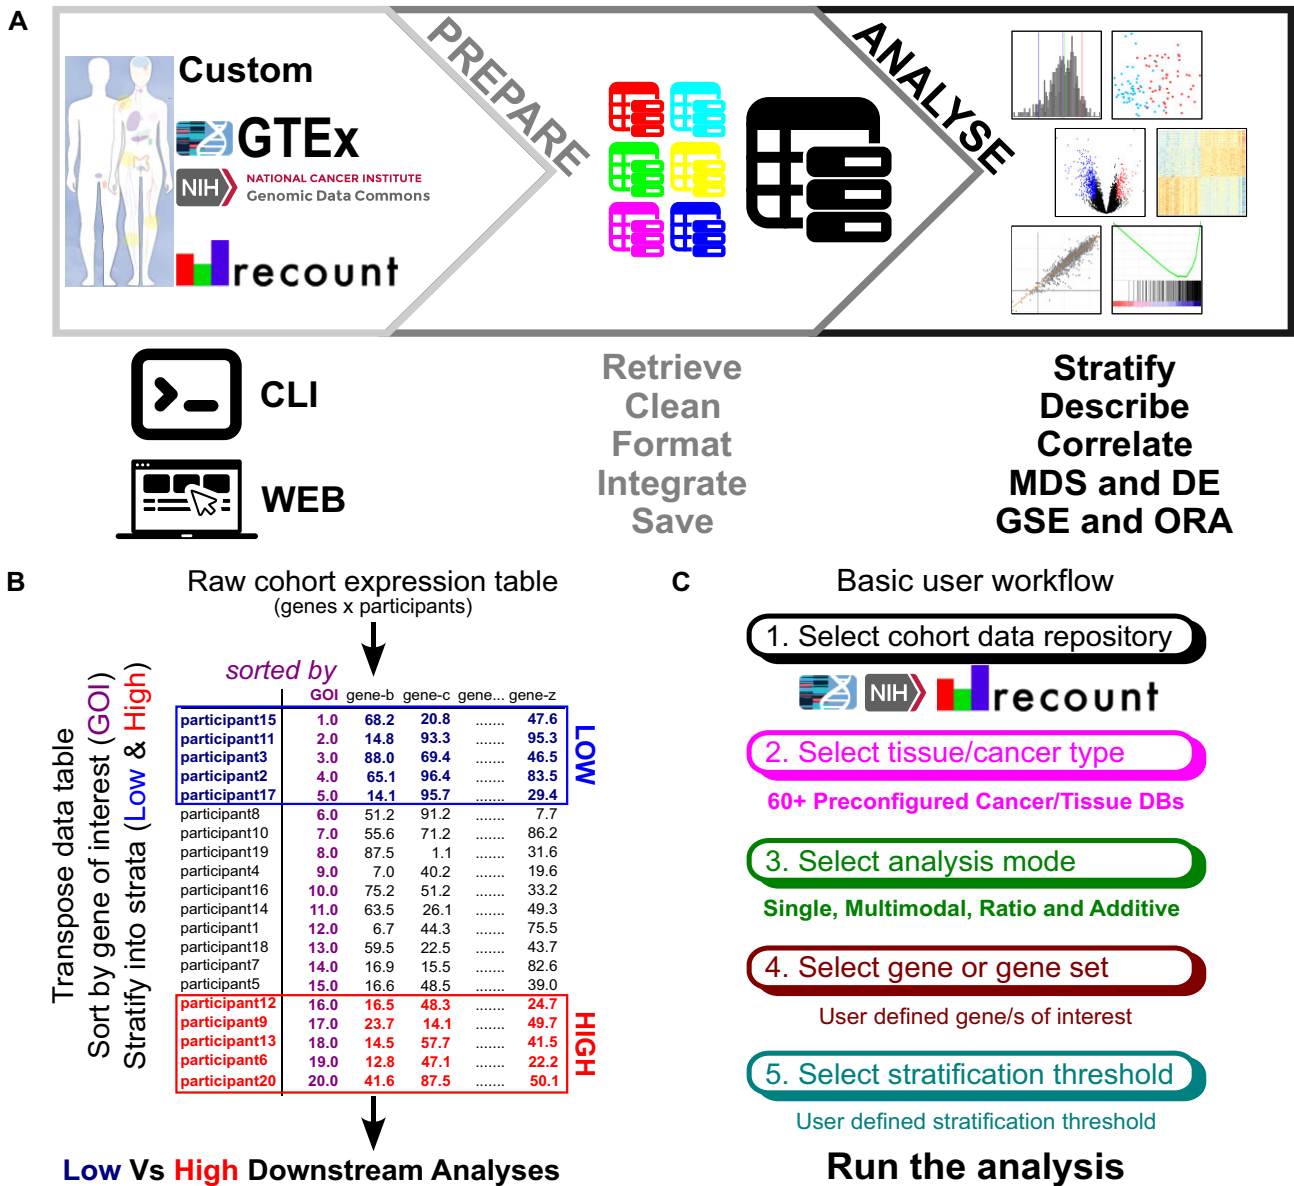 A
PREPARE
ANALYSE
Custom
GTEx
NIH
NATIONAL CANCER INSTITUTE
Genomic Data Commons
recount
CLI
WEB
Retrieve
Clean
Format
Integrate
Save
Stratify
Describe
Correlate
MDS and DE
GSE and ORA
B
Raw cohort expression table
(genes x participants)
Transpose data table
Sort by gene of interest (GOI)
Stratify into strata (Low & High)
sorted by
GOI gene-b gene-c gene... gene-z
participant15 1.0 68.2 20.8 ....... 47.6
participant11 2.0 14.8 93.3 ....... 95.3
participant3 3.0 88.0 69.4 ....... 46.5
participant2 4.0 65.1 96.4 ....... 83.5
participant17 5.0 14.1 95.7 ....... 29.4
LOW
participant8 6.0 51.2 91.2 ....... 7.7
participant10 7.0 55.6 71.2 ....... 86.2
participant19 8.0 87.5 1.1 ....... 31.6
participant4 9.0 7.0 40.2 ....... 19.6
participant16 10.0 75.2 51.2 ....... 33.2
participant14 11.0 63.5 26.1 ....... 49.3
participant1 12.0 6.7 44.3 ....... 75.5
participant18 13.0 59.5 22.5 ....... 43.7
participant7 14.0 16.9 15.5 ....... 82.6
participant5 15.0 16.6 48.5 ....... 39.0
participant12 16.0 16.5 48.3 ....... 24.7
participant9 17.0 23.7 14.1 ....... 49.7
participant13 18.0 14.5 57.7 ....... 41.5
participant6 19.0 12.8 47.1 ....... 22.2
participant20 20.0 41.6 87.5 ....... 50.1
HIGH
Low Vs High Downstream Analyses
C
Basic user workflow
1. Select cohort data repository
NIH
recount
2. Select tissue/cancer type
60+ Preconfigured Cancer/Tissue DBs
3. Select analysis mode
Single, Multimodal, Ratio and Additive
4. Select gene or gene set
User defined gene/s of interest
5. Select stratification threshold
User defined stratification threshold
Run the analysis